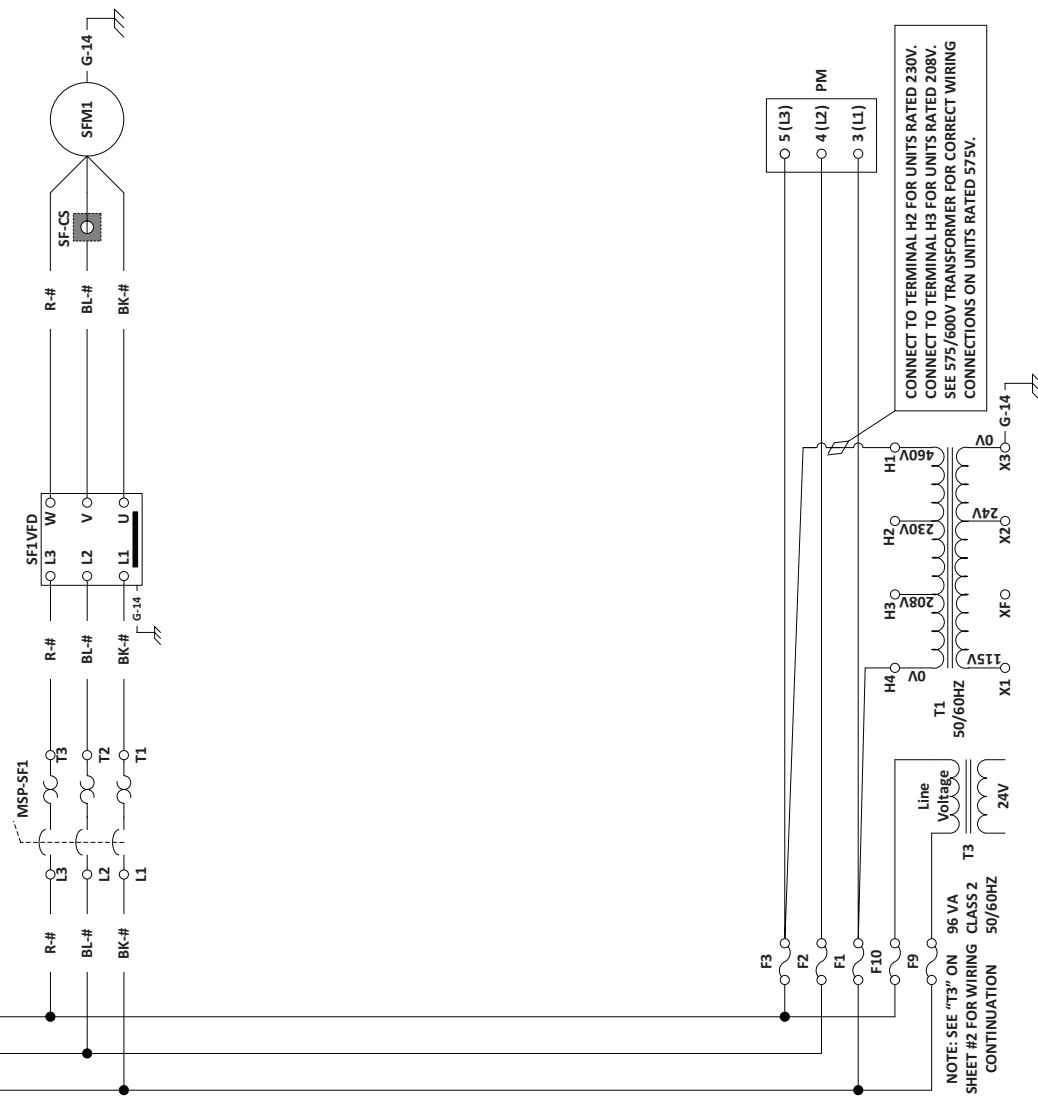 G-14
SFM1
SF-CS
R-#
BL-#
BK-#
SF1VFD
L3 W
L2 V
L1 U
G-14
R-#
BL-#
BK-#
MSP-SF1
T3
T2
T1
L3
L2
L1
R-#
BL-#
BK-#
PM
5 (L3)
4 (L2)
3 (L1)
CONNECT TO TERMINAL H2 FOR UNITS RATED 230V.
CONNECT TO TERMINAL H3 FOR UNITS RATED 208V.
SEE 575/600V TRANSFORMER FOR CORRECT WIRING
CONNECTIONS ON UNITS RATED 575V.
H1
460V
H2
230V
H3
208V
H4
0V
T1
50/60HZ
0V
X3
G-14
24V
X2
XF
115V
X1
F3
F2
F1
F10
F9
Line
Voltage
T3
24V
96 VA
CLASS 2
50/60HZ
NOTE: SEE "T3" ON
SHEET #2 FOR WIRING
CONTINUATION